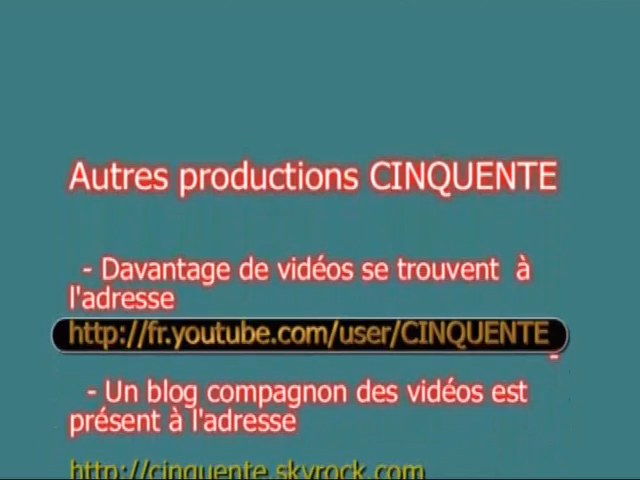 Autres productions CINQUENTE
- Davantage de vidéos se trouvent à
l'adresse
http://fr.youtube.com/user/CINQUENTE
-
- Un blog compagnon des vidéos est
présent à l'adresse
http://cinquente.skyrock.com